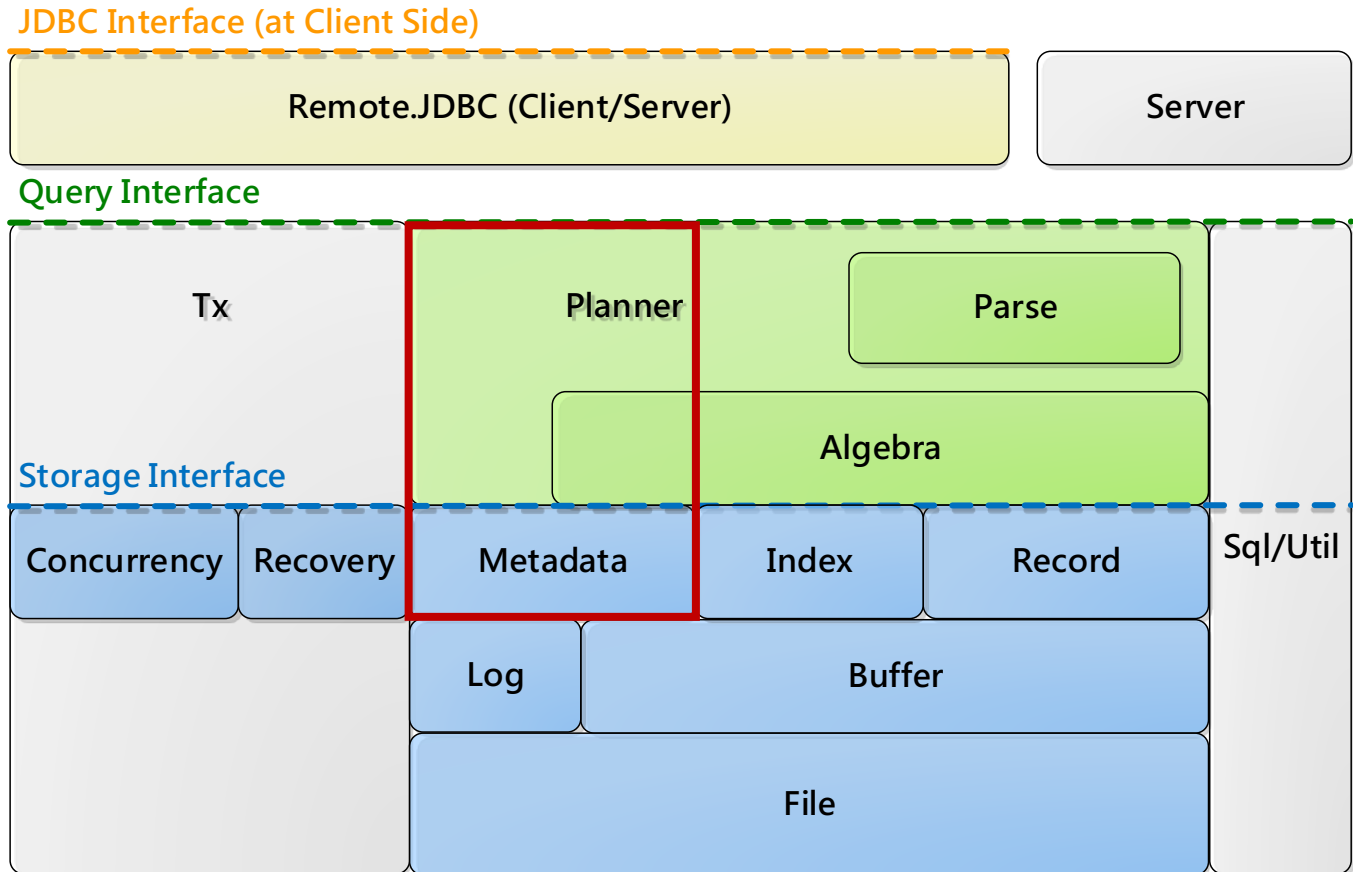 JDBC Interface (at Client Side)
Remote.JDBC (Client/Server)
Server
Query Interface
Tx
Planner
Parse
Algebra
Storage Interface
Concurrency
Recovery
Metadata
Index
Record
Sql/Util
Log
Buffer
File